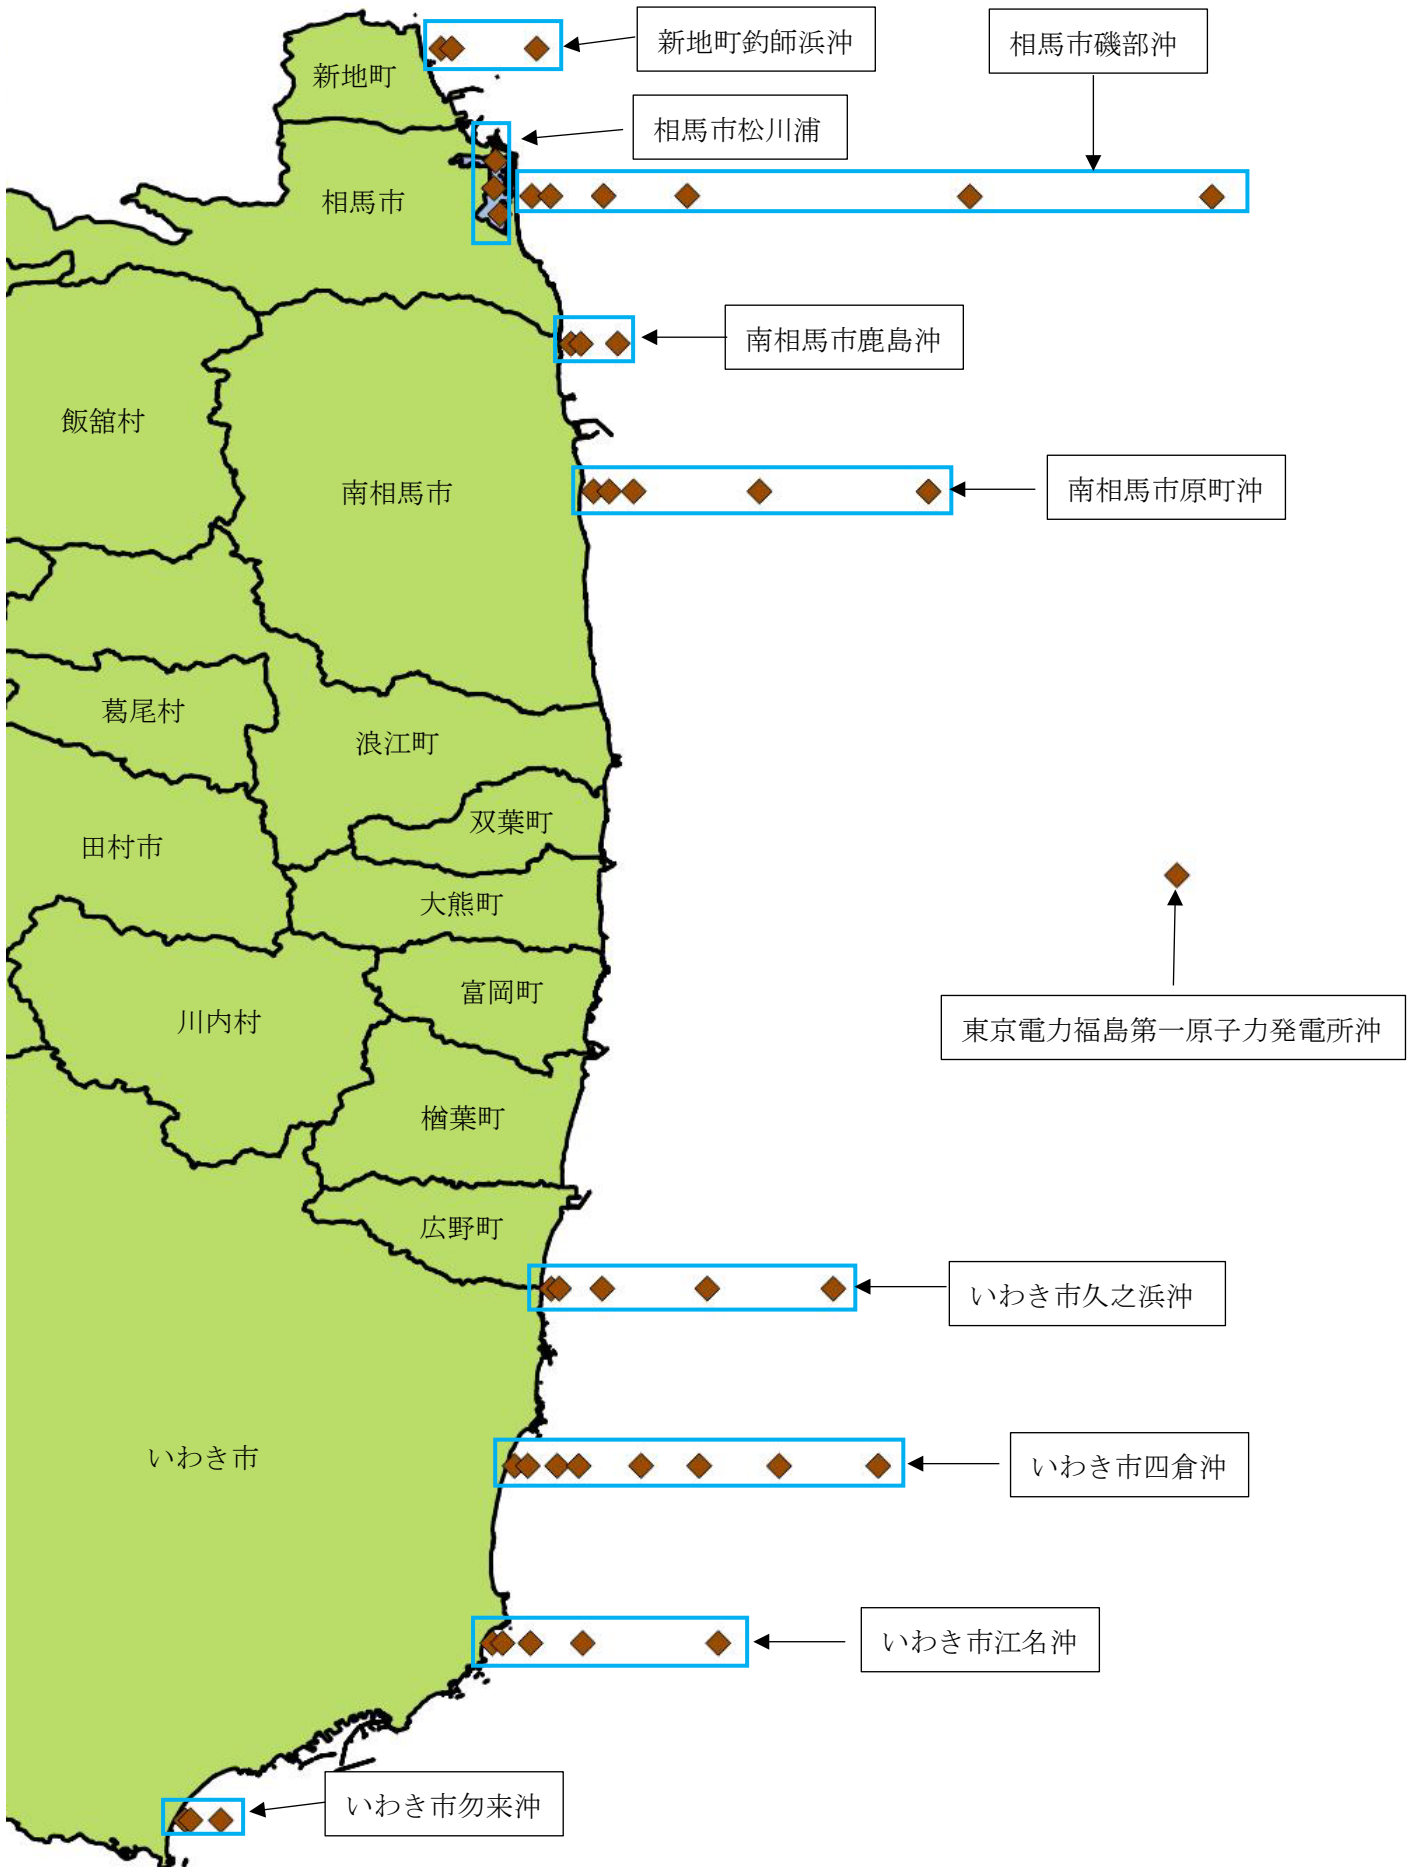 新地町釣師浜沖
相馬市磯部沖
新地町
相馬市松川浦
相馬市
南相馬市鹿島沖
飯舘村
南相馬市
南相馬市原町沖
葛尾村
浪江町
双葉町
田村市
大熊町
富岡町
川内村
東京電力福島第一原子力発電所沖
楢葉町
広野町
いわき市久之浜沖
いわき市
いわき市四倉沖
いわき市江名沖
いわき市勿来沖